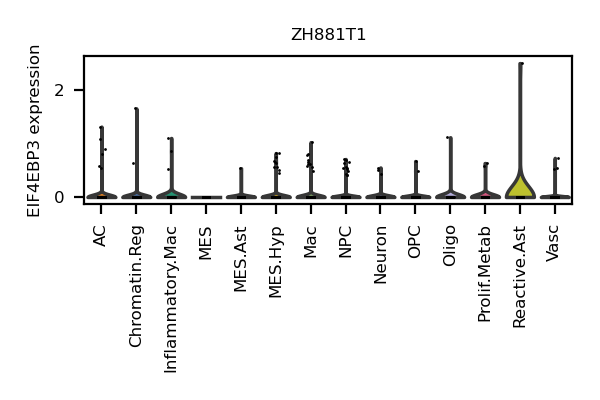 ZH881T1
EIF4EBP3 expression
2
0
AC
Chromatin.Reg
Inflammatory.Mac
MES
MES.Ast
MES.Hyp
Mac
NPC
Neuron
OPC
Oligo
Prolif.Metab
Reactive.Ast
Vasc